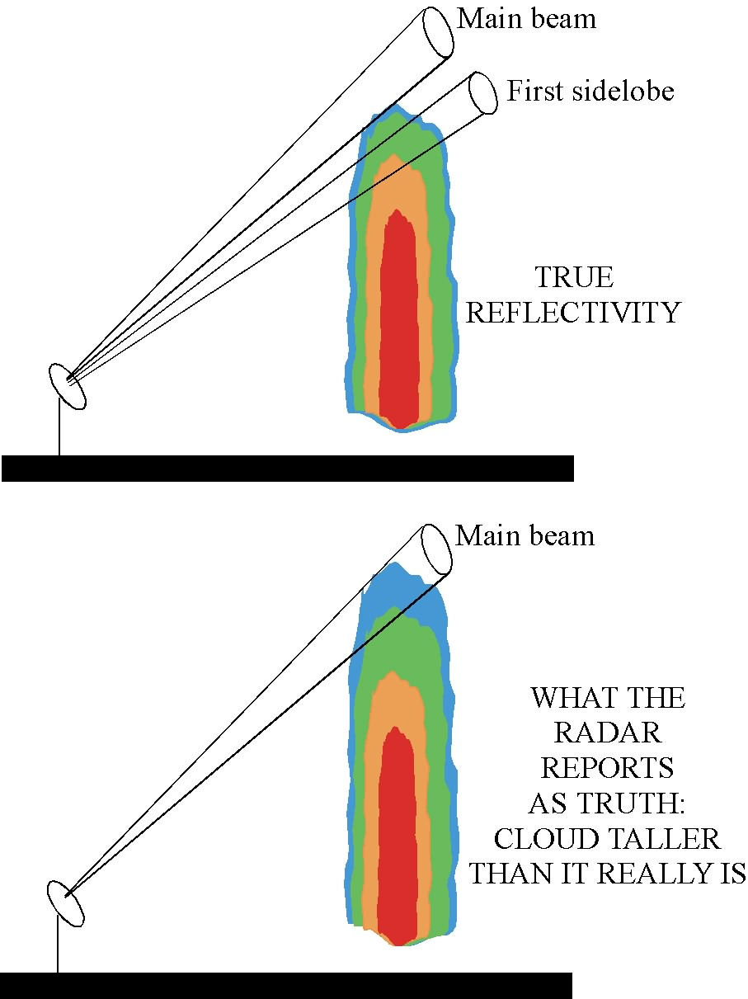 Main beam
First sidelobe
TRUE
REFLECTIVITY
Main beam
WHAT THE
RADAR
REPORTS
AS TRUTH:
CLOUD TALLER
THAN IT REALLY IS